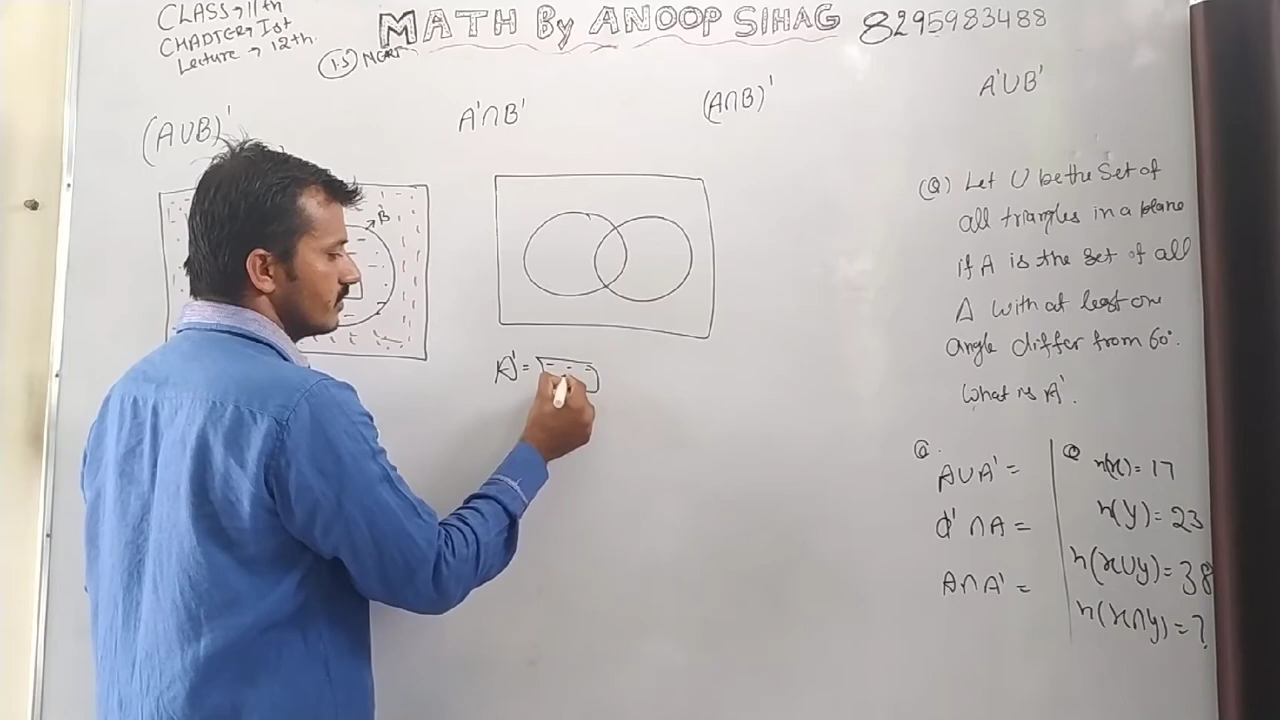 CLASS → 11th
CHAPTER → Ist
Lecture → 12th.
MATH By ANOOP SIHAG 8295983488
1.5 NCRT
(A∪B)'
A'∩B'
(A∩B)'
A'∪B'
B
A' =
(Q) Let U be the Set of
all triangles in a plane
if A is the set of all
Δ with at least one
angle differ from 60°.
What is A'.
Q.
A∪A' =
ϕ' ∩ A =
A∩A' =
Q n(x) = 17
n(y) = 23
n(x∪y) = 38
n(x∩y) = ?